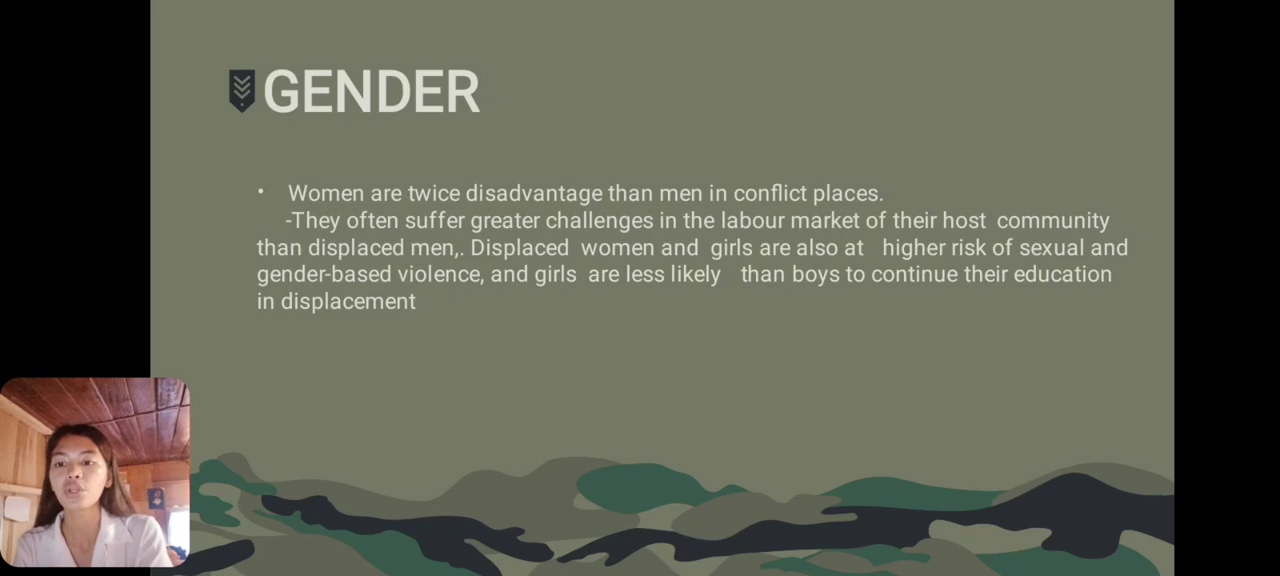 GENDER
• Women are twice disadvantage than men in conflict places.
-They often suffer greater challenges in the labour market of their host community
than displaced men,. Displaced women and girls are also at higher risk of sexual and
gender-based violence, and girls are less likely than boys to continue their education
in displacement